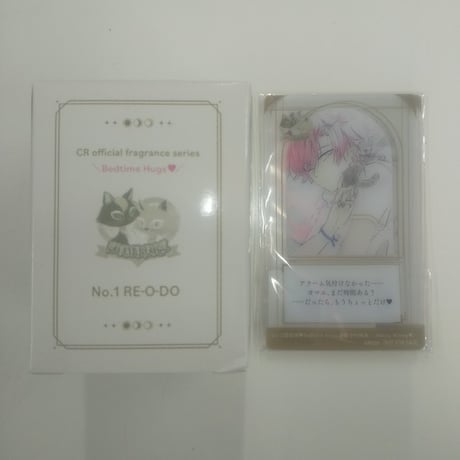 CR official fragrance series
\Bedtime Hugs♥/
No.1 RE-O-DO
アラーム気付けなかった……
オマエ、まだ時間ある？
……だったら、もうちょっとだけ♥